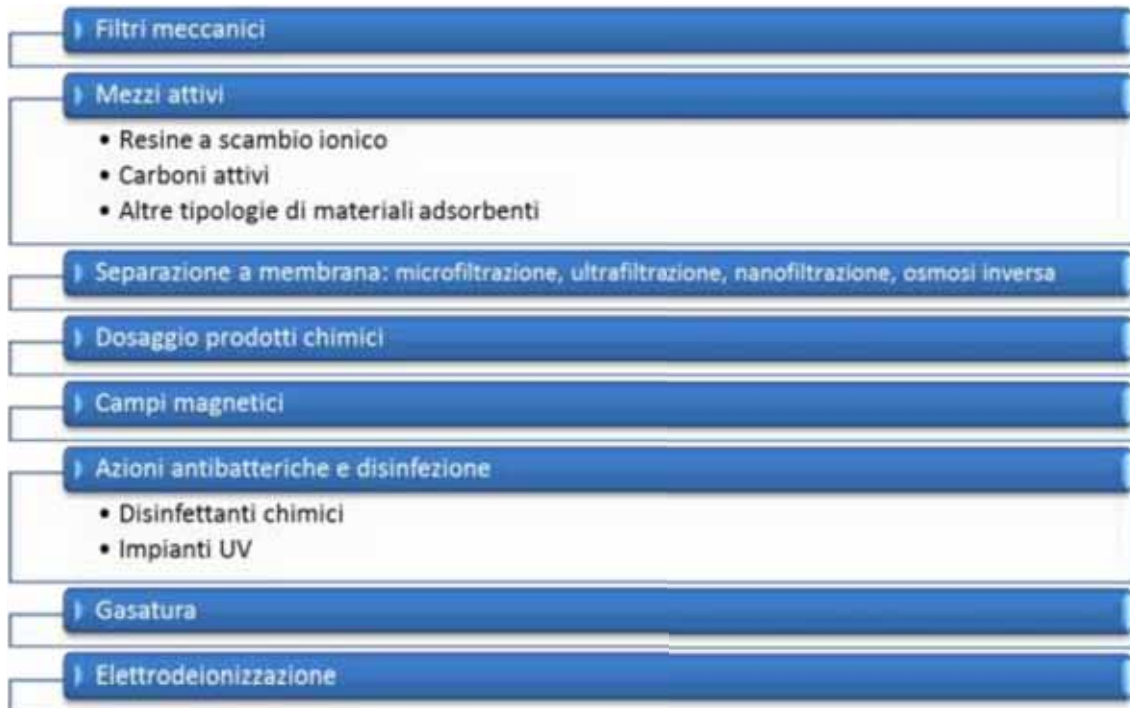 Filtri meccanici
Mezzi attivi
• Resine a scambio ionico
• Carboni attivi
• Altre tipologie di materiali adsorbenti
Separazione a membrana: microfiltrazione, ultrafiltrazione, nanofiltrazione, osmosi inversa
Dosaggio prodotti chimici
Campi magnetici
Azioni antibatteriche e disinfezione
• Disinfettanti chimici
• Impianti UV
Gasatura
Elettrodeionizzazione